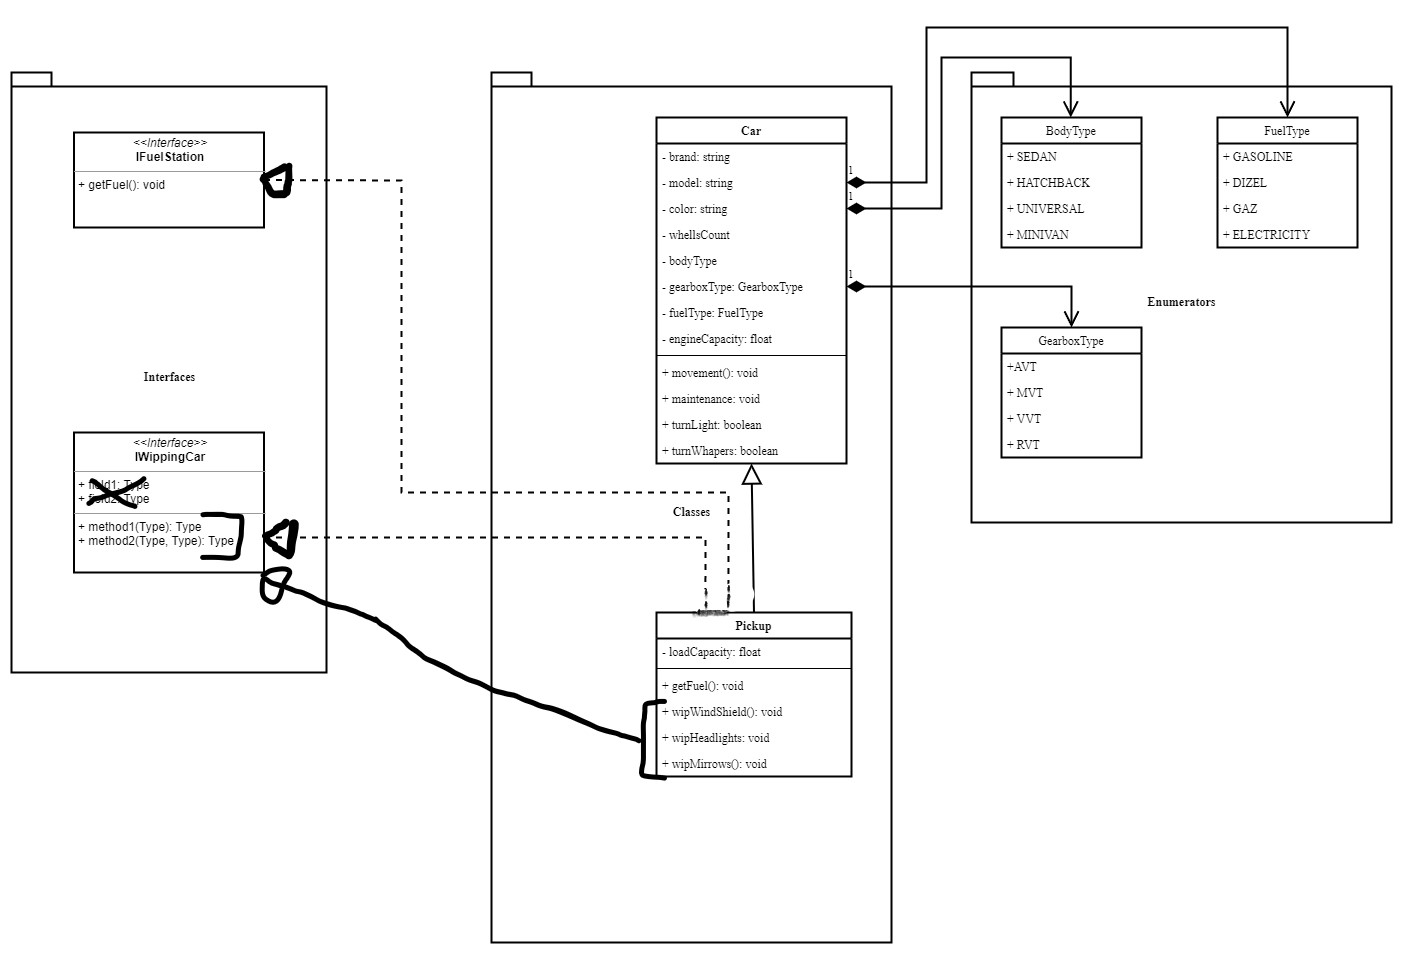 <<Interface>>
IFuelStation
+ getFuel(): void
Interfaces
<<Interface>>
IWippingCar
+ field1: Type
+ field2: Type
+ method1(Type): Type
+ method2(Type, Type): Type
Car
- brand: string
- model: string
- color: string
- whellsCount
- bodyType
- gearboxType: GearboxType
- fuelType: FuelType
- engineCapacity: float
+ movement(): void
+ maintenance: void
+ turnLight: boolean
+ turnWhapers: boolean
1
1
1
Classes
Pickup
- loadCapacity: float
+ getFuel(): void
+ wipWindShield(): void
+ wipHeadlights: void
+ wipMirrows(): void
BodyType
+ SEDAN
+ HATCHBACK
+ UNIVERSAL
+ MINIVAN
FuelType
+ GASOLINE
+ DIZEL
+ GAZ
+ ELECTRICITY
Enumerators
GearboxType
+AVT
+ MVT
+ VVT
+ RVT